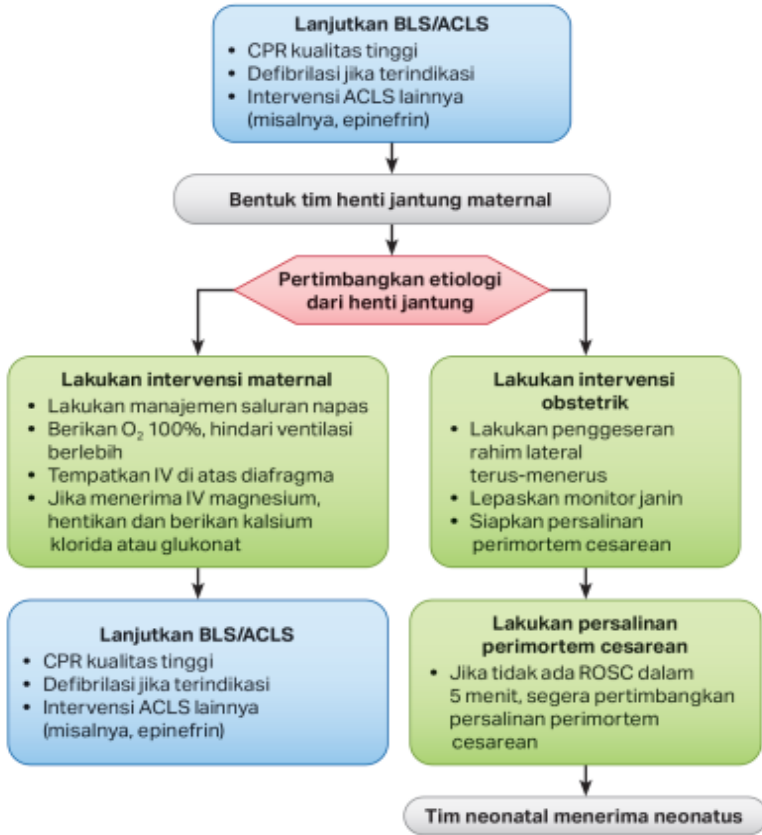 Lanjutkan BLS/ACLS
• CPR kualitas tinggi
• Defibrilasi jika terindikasi
• Intervensi ACLS lainnya
(misalnya, epinefrin)
Bentuk tim henti jantung maternal
Pertimbangkan etiologi
dari henti jantung
Lakukan intervensi maternal
• Lakukan manajemen saluran napas
• Berikan O₂ 100%, hindari ventilasi
berlebih
• Tempatkan IV di atas diafragma
• Jika menerima IV magnesium,
hentikan dan berikan kalsium
klorida atau glukonat
Lakukan intervensi
obstetrik
• Lakukan penggeseran
rahim lateral
terus-menerus
• Lepaskan monitor janin
• Siapkan persalinan
perimortem cesarean
Lanjutkan BLS/ACLS
• CPR kualitas tinggi
• Defibrilasi jika terindikasi
• Intervensi ACLS lainnya
(misalnya, epinefrin)
Lakukan persalinan
perimortem cesarean
• Jika tidak ada ROSC dalam
5 menit, segera pertimbangkan
persalinan perimortem
cesarean
Tim neonatal menerima neonatus